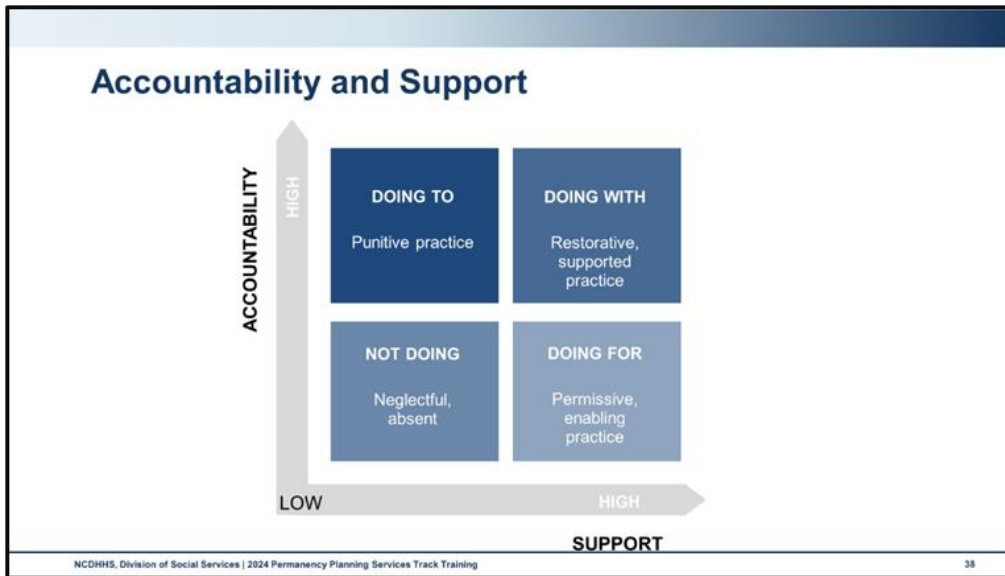 Accountability and Support
ACCOUNTABILITY
HIGH
DOING TO
Punitive practice
DOING WITH
Restorative,
supported
practice
NOT DOING
Neglectful,
absent
DOING FOR
Permissive,
enabling
practice
LOW
HIGH
SUPPORT
NCDHHS, Division of Social Services | 2024 Permanency Planning Services Track Training
38